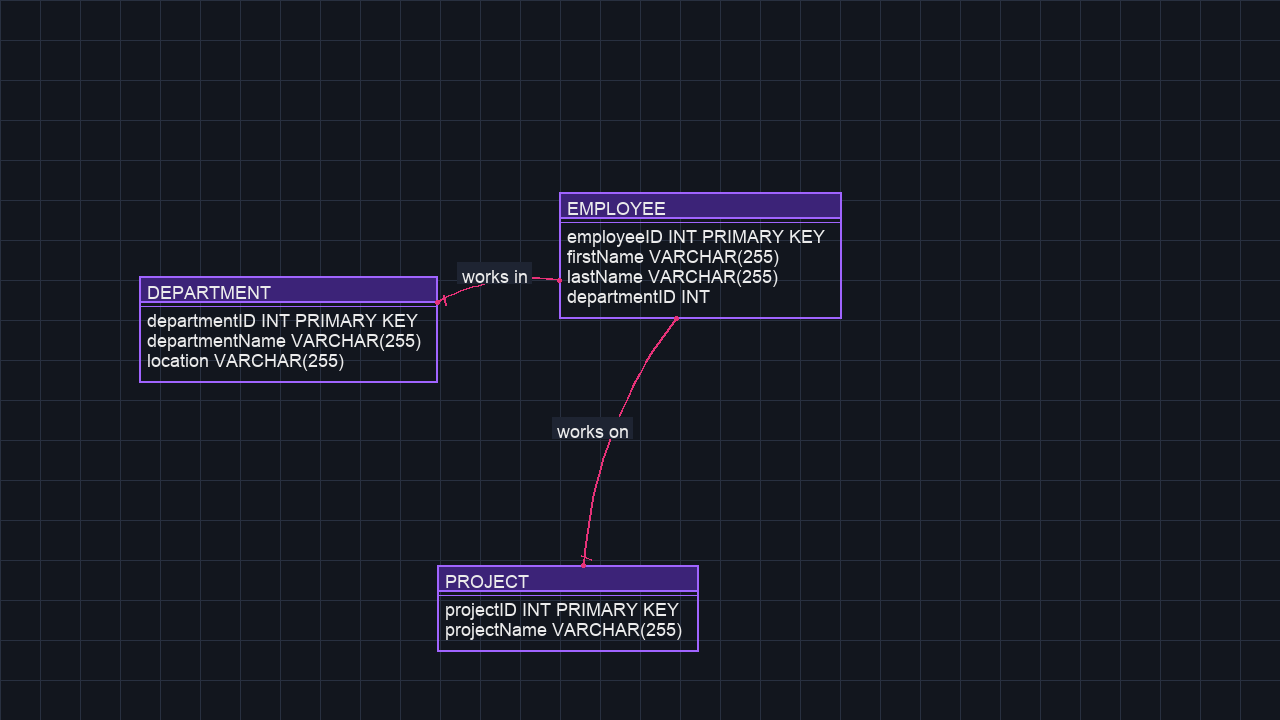 EMPLOYEE
employeeID INT PRIMARY KEY
firstName VARCHAR(255)
lastName VARCHAR(255)
departmentID INT
works in
DEPARTMENT
departmentID INT PRIMARY KEY
departmentName VARCHAR(255)
location VARCHAR(255)
works on
PROJECT
projectID INT PRIMARY KEY
projectName VARCHAR(255)